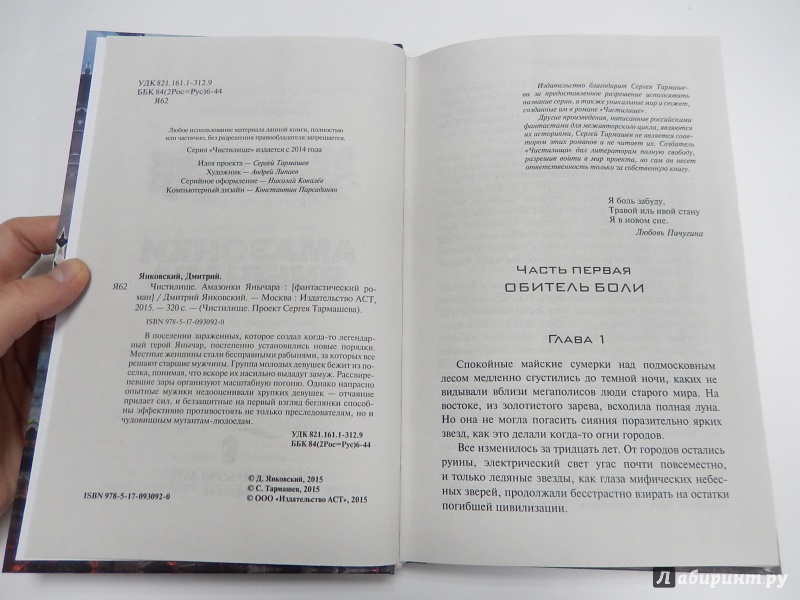 УДК 821.161.1-312.9
ББК 84(2Рос=Рус)6-44
Я62
Любое использование материала данной книги, полностью
или частично, без разрешения правообладателя запрещается.
Серия «Чистилище» издается с 2014 года
Идея проекта — Сергей Тармашев
Художник — Андрей Липаев
Серийное оформление — Николай Ковалёв
Компьютерный дизайн — Константин Парсаданян
Янковский, Дмитрий.
Я62 Чистилище. Амазонки Янычара : [фантастический ро-
ман] / Дмитрий Янковский. — Москва : Издательство АСТ,
2015. — 320 с. — (Чистилище. Проект Сергея Тармашева).
ISBN 978-5-17-093092-0
В поселении зараженных, которое создал когда-то легендар-
ный герой Янычар, постепенно установились новые порядки.
Местные женщины стали бесправными рабынями, за которых все
решают старшие мужчины. Группа молодых девушек бежит из по-
селка, понимая, что вскоре их насильно выдадут замуж. Рассвире-
певшие зары организуют масштабную погоню. Однако напрасно
опытные мужики недооценивали хрупких девушек — отчаяние
придает сил, и беззащитные на первый взгляд беглянки способ-
ны эффективно противостоять не только преследователям, но и
чудовищным мутантам-людоедам.
УДК 821.161.1-312.9
ББК 84(2Рос=Рус)6-44
© Д. Янковский, 2015
© С. Тармашев, 2015
ISBN 978-5-17-093092-0 © ООО «Издательство АСТ», 2015
Издательство благодарит Сергея Тармаше-
ва за предоставленное разрешение использовать
название серии, а также уникальные мир и сюжет,
созданные им в романе «Чистилище».
Другие произведения, написанные российскими
фантастами для межавторского цикла, являются
их историями, Сергей Тармашев не является соав-
тором этих романов и не читает их. Создатель
«Чистилища» дал литераторам полную свободу,
разрешив войти в мир проекта, но сам он несет
ответственность только за собственную книгу.
Я боль забуду,
Травой иль ивой стану
Я в новом сне.
Любовь Пичугина
Часть первая
ОБИТЕЛЬ БОЛИ
Глава 1
Спокойные майские сумерки над подмосковным
лесом медленно сгустились до темной ночи, каких не
видывали вблизи мегаполисов люди старого мира. На
востоке, из золотистого зарева, всходила полная луна.
Но она не могла погасить сияния поразительно ярких
звезд, как это делали когда-то огни городов.
Все изменилось за тридцать лет. От городов остались
руины, электрический свет угас почти повсеместно,
и только ледяные звезды, как глаза мифических небес-
ных зверей, продолжали бесстрастно взирать на остатки
погибшей цивилизации.
Лабиринт.ру